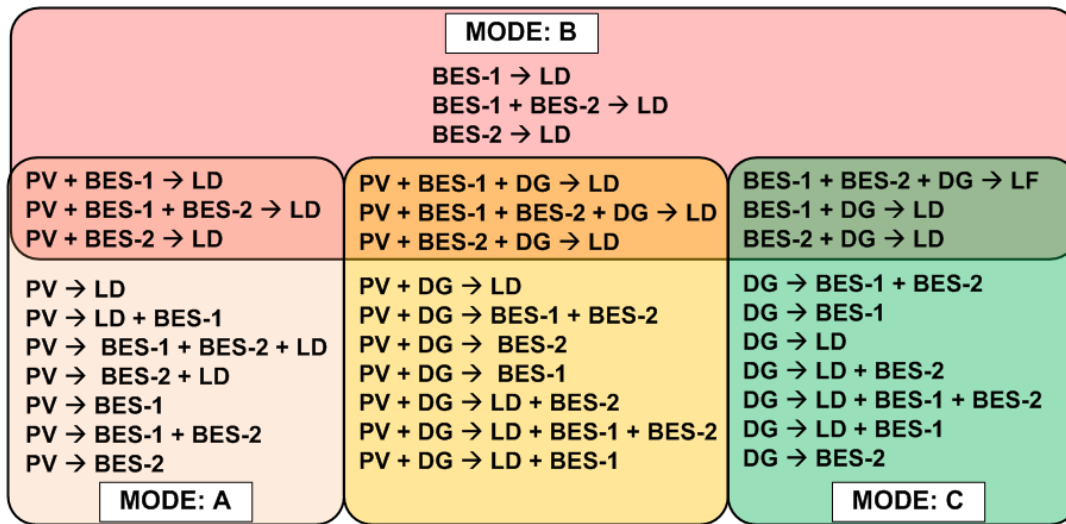 MODE: B
BES-1 → LD
BES-1 + BES-2 → LD
BES-2 → LD
PV + BES-1 → LD
PV + BES-1 + BES-2 → LD
PV + BES-2 → LD
PV + BES-1 + DG → LD
PV + BES-1 + BES-2 + DG → LD
PV + BES-2 + DG → LD
BES-1 + BES-2 + DG → LF
BES-1 + DG → LD
BES-2 + DG → LD
PV → LD
PV → LD + BES-1
PV → BES-1 + BES-2 + LD
PV → BES-2 + LD
PV → BES-1
PV → BES-1 + BES-2
PV → BES-2
MODE: A
PV + DG → LD
PV + DG → BES-1 + BES-2
PV + DG → BES-2
PV + DG → BES-1
PV + DG → LD + BES-2
PV + DG → LD + BES-1 + BES-2
PV + DG → LD + BES-1
DG → BES-1 + BES-2
DG → BES-1
DG → LD
DG → LD + BES-2
DG → LD + BES-1 + BES-2
DG → LD + BES-1
DG → BES-2
MODE: C